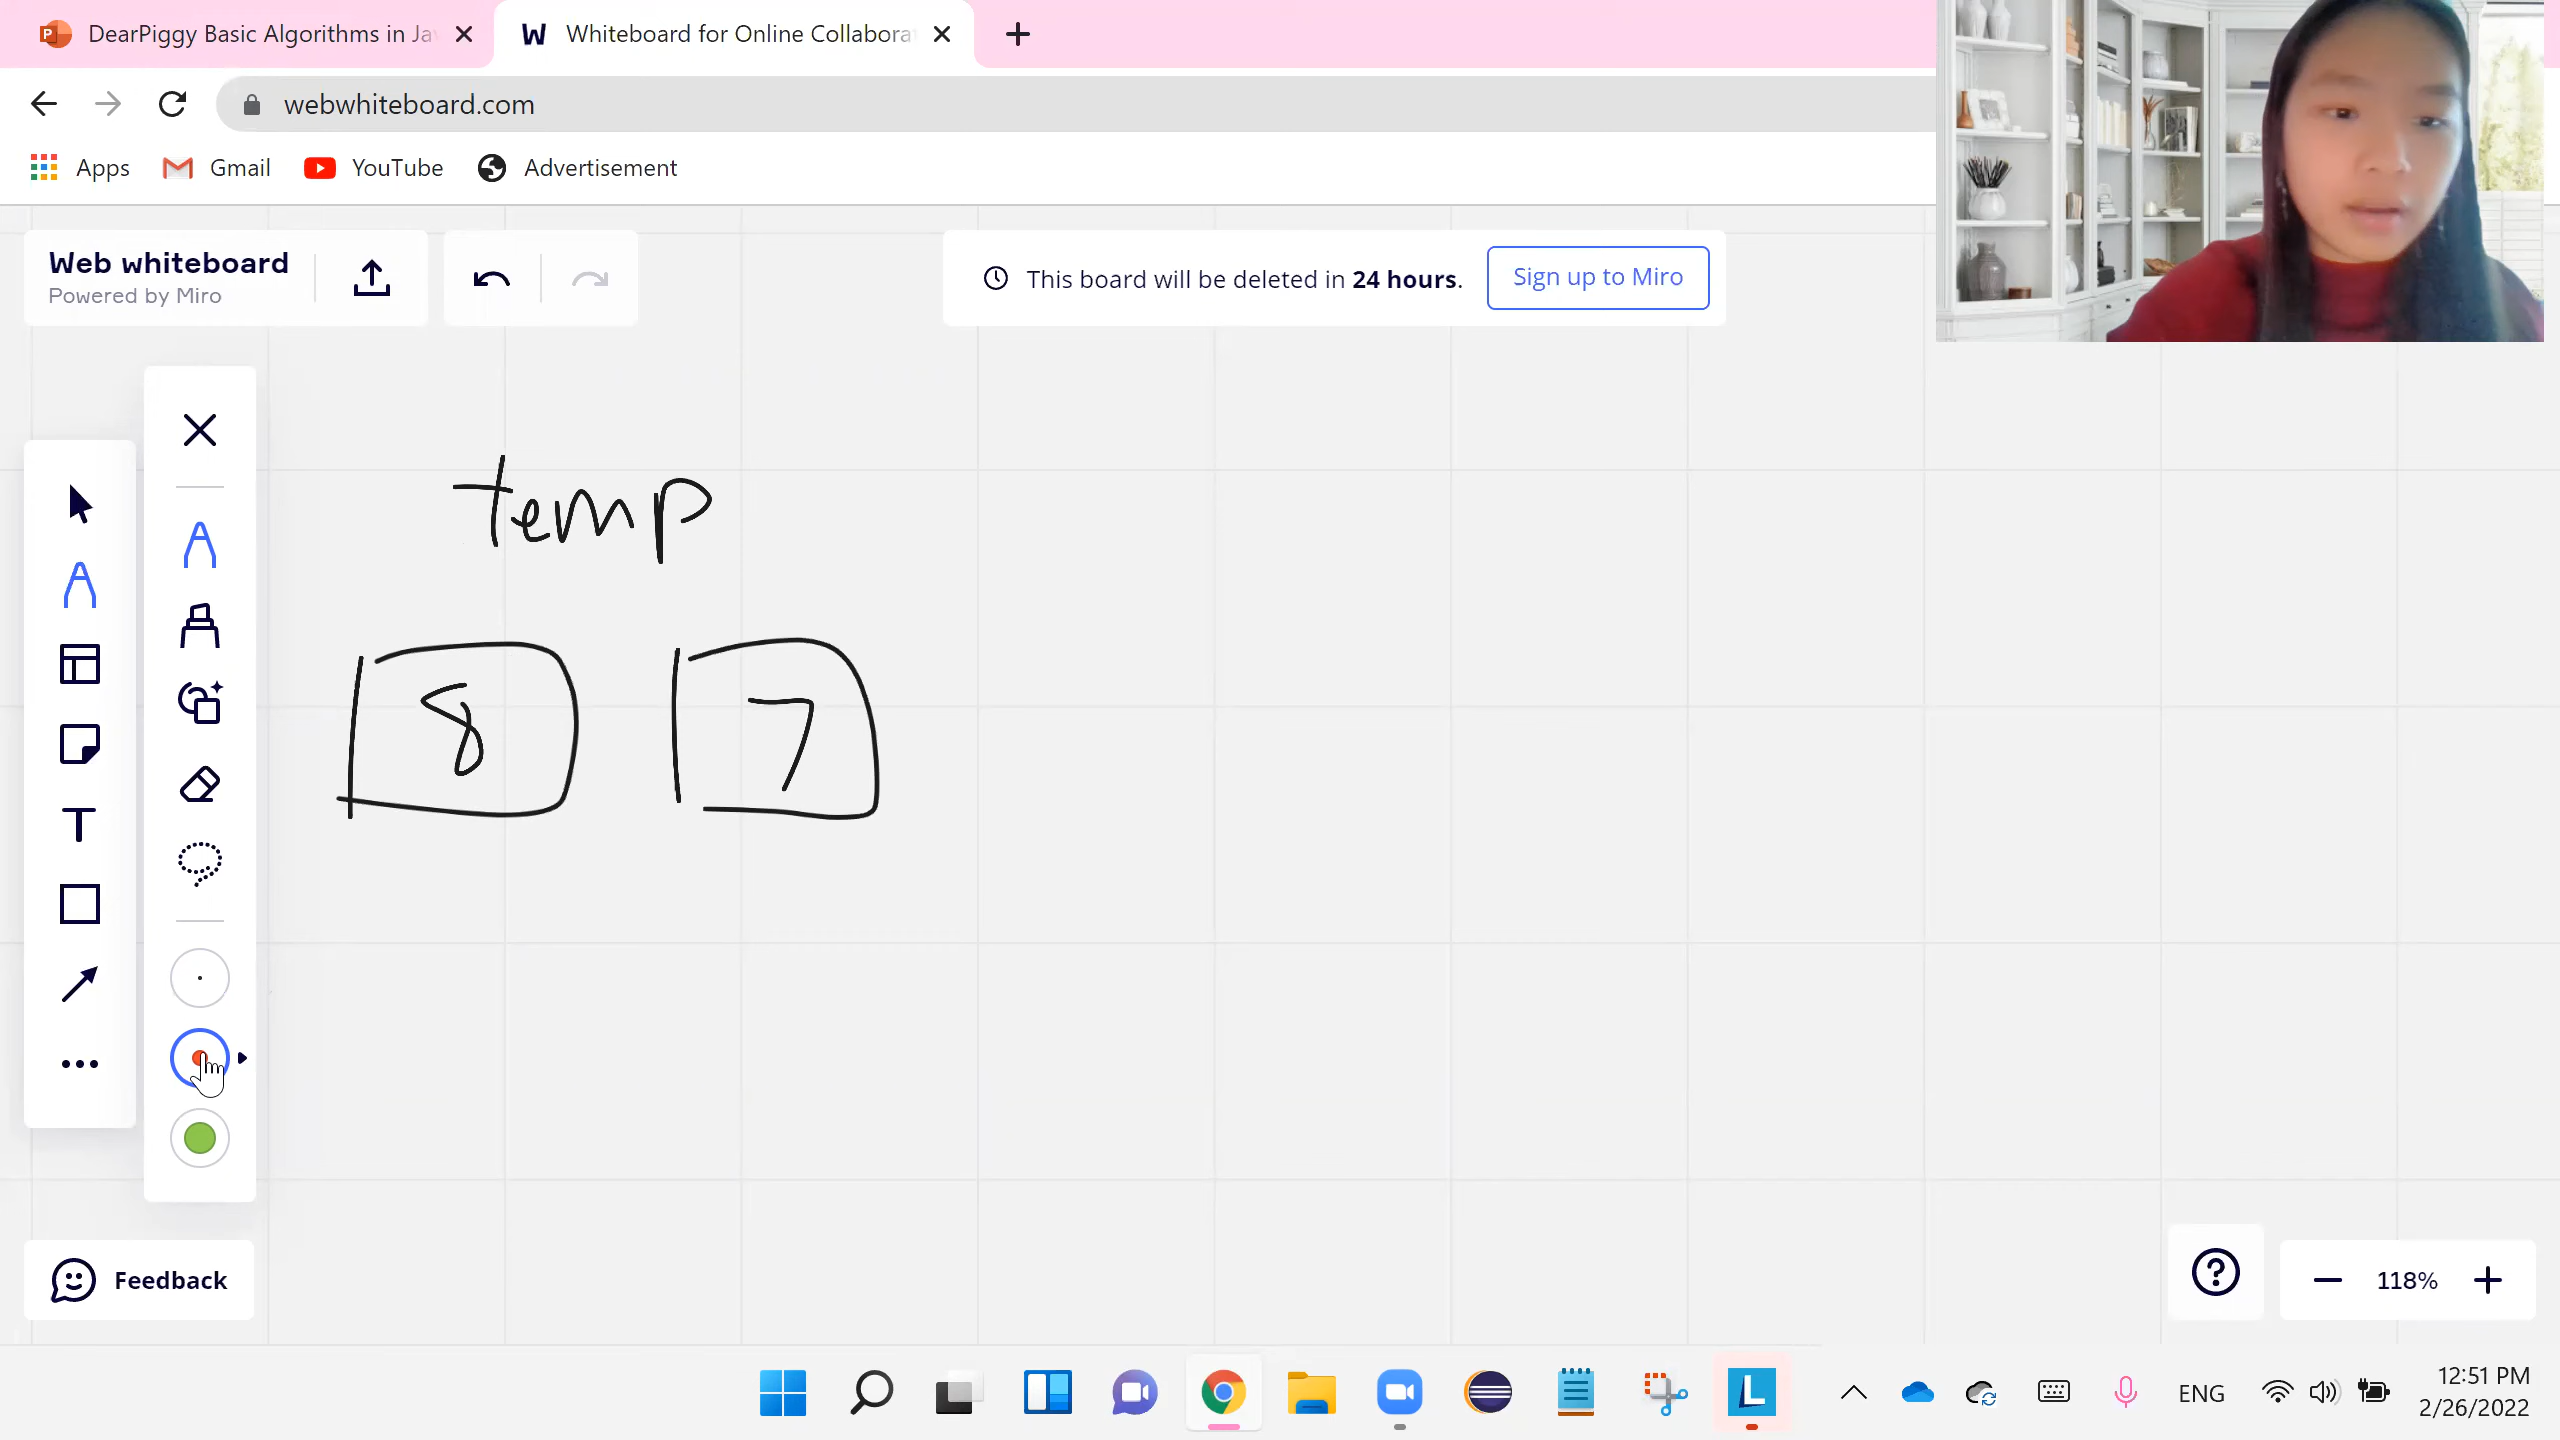 DearPiggy Basic Algorithms in Ja
Whiteboard for Online Collabora
webwhiteboard.com
Apps
Gmail
YouTube
Advertisement
Web whiteboard
Powered by Miro
This board will be deleted in 24 hours.
Sign up to Miro
temp
8 7
Feedback
118%
ENG
12:51 PM
2/26/2022